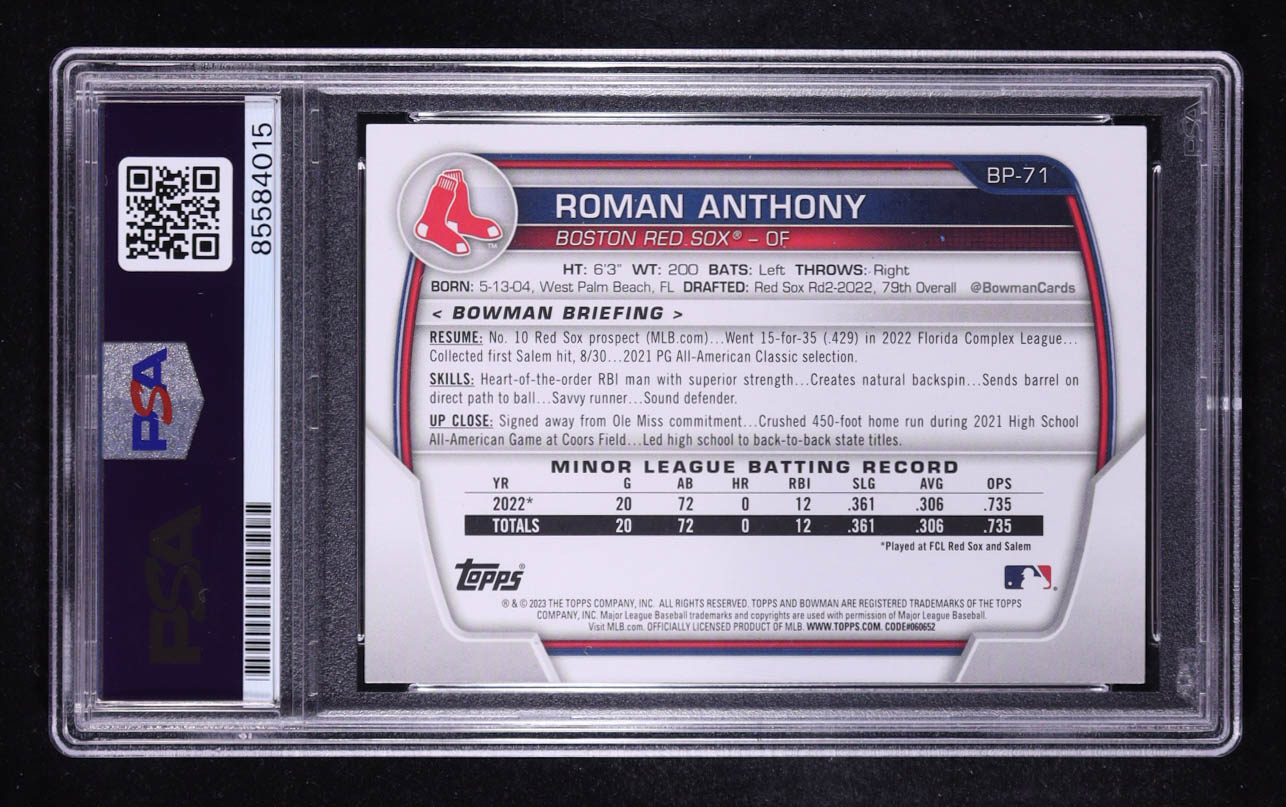 85584015
PSA
PSA
BP-71
ROMAN ANTHONY
BOSTON RED SOX® – OF
TM
HT: 6'3" WT: 200 BATS: Left THROWS: Right
BORN: 5-13-04, West Palm Beach, FL DRAFTED: Red Sox Rd2-2022, 79th Overall @BowmanCards
< BOWMAN BRIEFING >
RESUME: No. 10 Red Sox prospect (MLB.com)...Went 15-for-35 (.429) in 2022 Florida Complex League...
Collected first Salem hit, 8/30...2021 PG All-American Classic selection.
SKILLS: Heart-of-the-order RBI man with superior strength...Creates natural backspin...Sends barrel on
direct path to ball...Savvy runner...Sound defender.
UP CLOSE: Signed away from Ole Miss commitment...Crushed 450-foot home run during 2021 High School
All-American Game at Coors Field...Led high school to back-to-back state titles.
MINOR LEAGUE BATTING RECORD
YR G AB HR RBI SLG AVG OPS
2022* 20 72 0 12 .361 .306 .735
TOTALS 20 72 0 12 .361 .306 .735
*Played at FCL Red Sox and Salem
Topps®
® & © 2023 THE TOPPS COMPANY, INC. ALL RIGHTS RESERVED. TOPPS AND BOWMAN ARE REGISTERED TRADEMARKS OF THE TOPPS
COMPANY, INC. Major League Baseball trademarks and copyrights are used with permission of Major League Baseball.
Visit MLB.com. OFFICIALLY LICENSED PRODUCT OF MLB. WWW.TOPPS.COM. CODE#060652
PSA